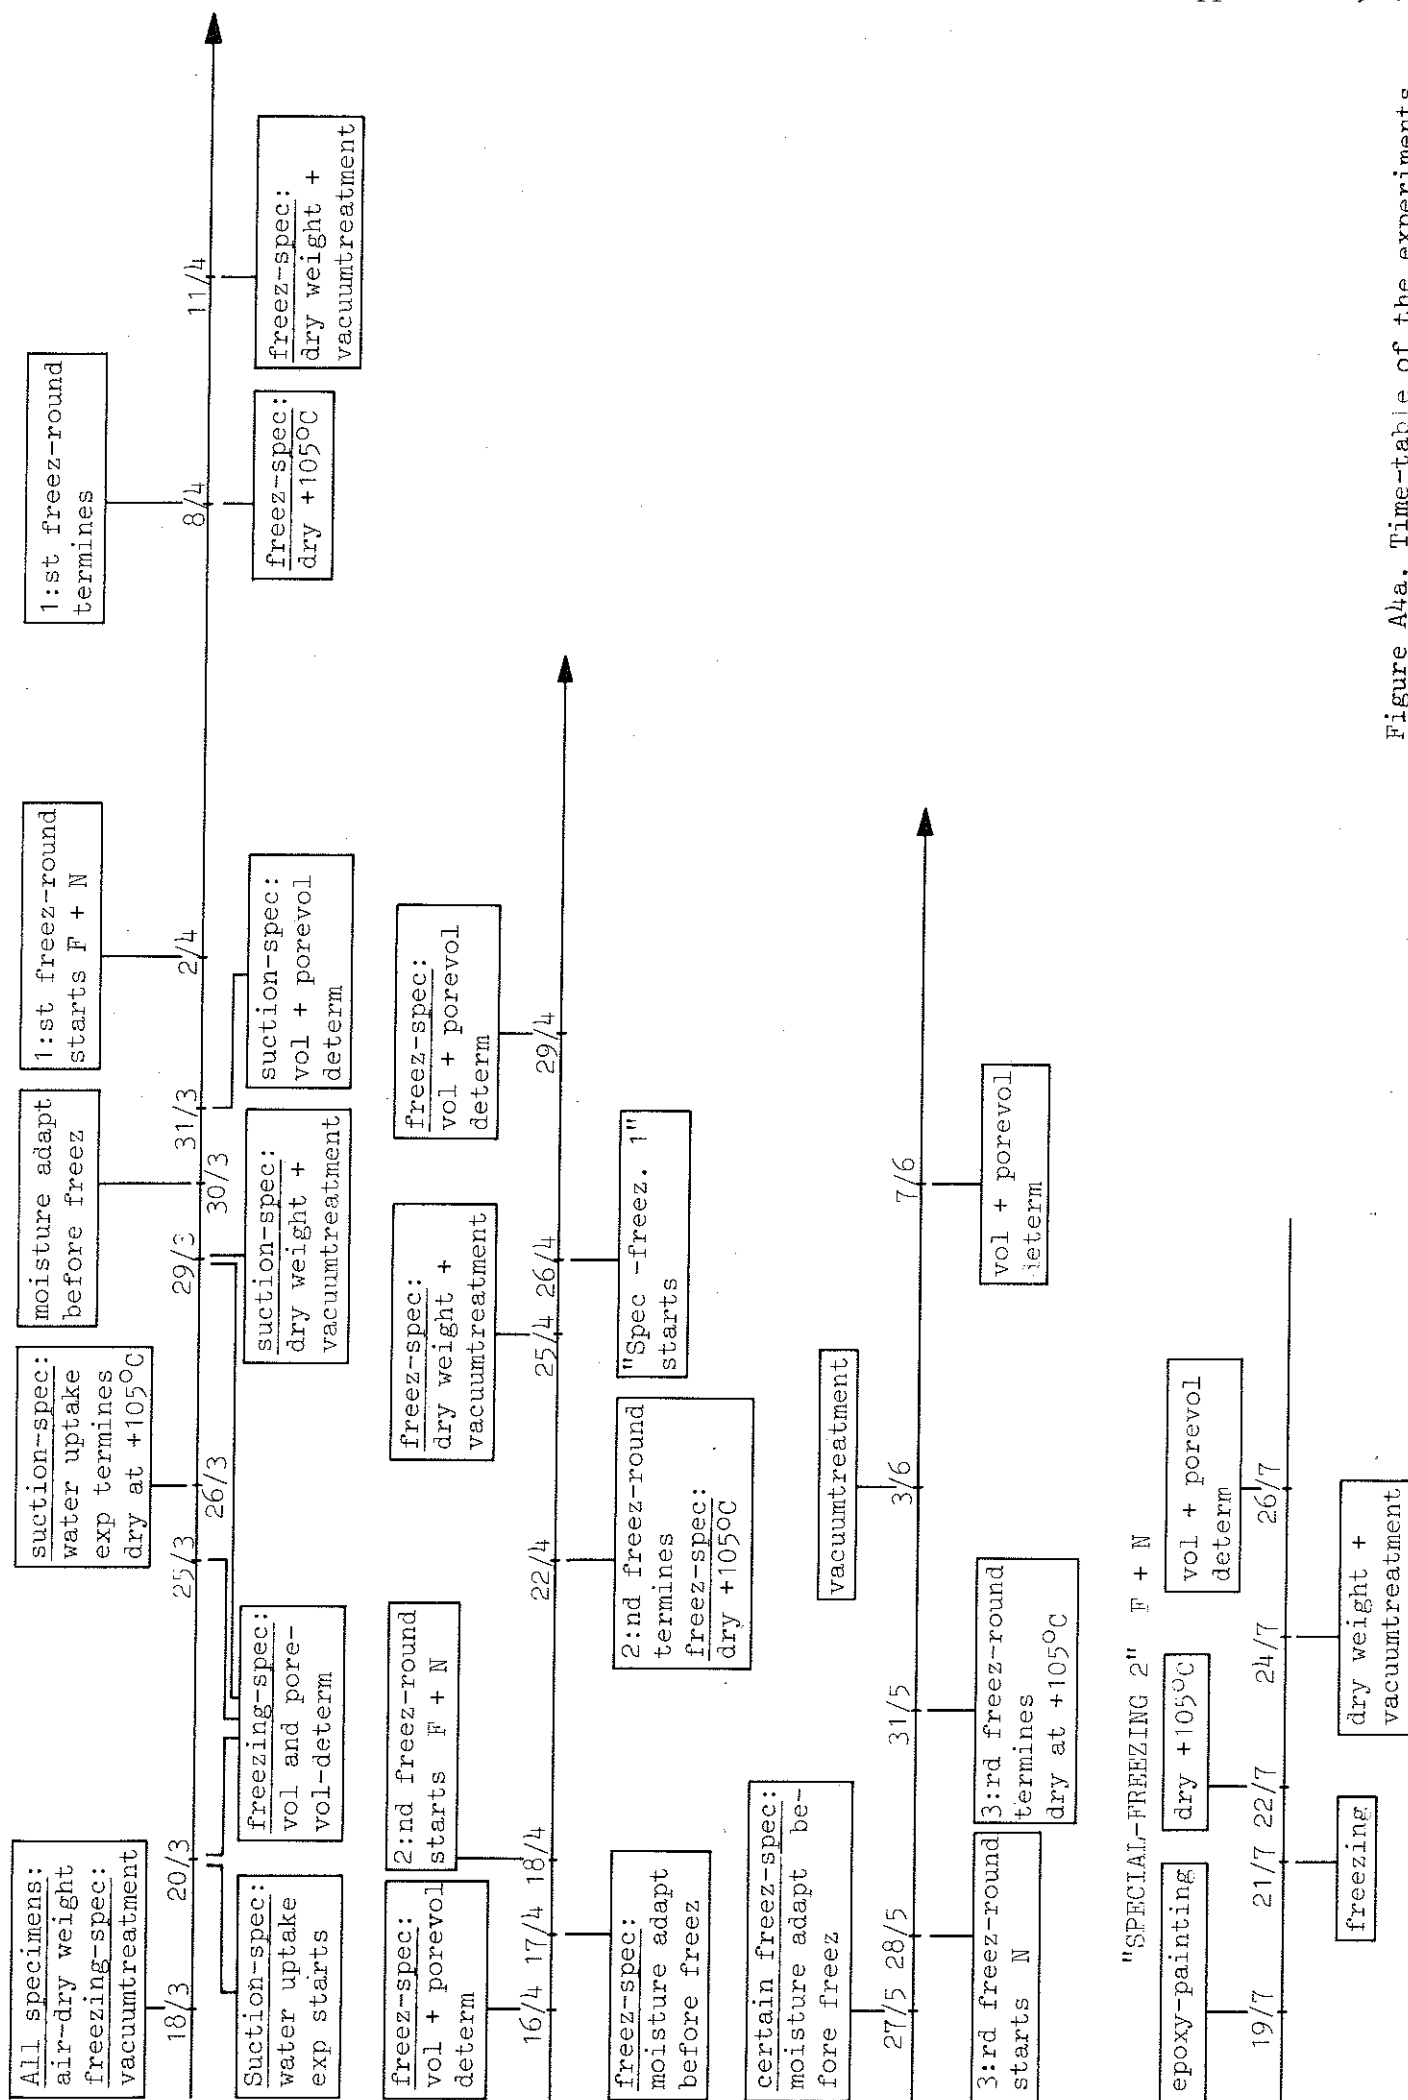 All specimens:
air-dry weight
freezing-spec:
vacuumtreatment
suction-spec:
water uptake
exp termines
dry at +105°C
moisture adapt
before freez
1:st freez-round
starts F + N
1:st freez-round
termines
18/3
20/3
25/3
26/3
29/3
30/3
31/3
2/4
8/4
11/4
Suction-spec:
water uptake
exp starts
freezing-spec:
vol and pore-
vol-determ
suction-spec:
dry weight +
vacuumtreatment
suction-spec:
vol + porevol
determ
freez-spec:
dry +105°C
freez-spec:
dry weight +
vacuumtreatment
freez-spec:
vol + porevol
determ
2:nd freez-round
starts F + N
freez-spec:
dry weight +
vacuumtreatment
freez-spec:
vol + porevol
determ
16/4
17/4
18/4
22/4
25/4
26/4
29/4
freez-spec:
moisture adapt
before freez
2:nd freez-round
termines
freez-spec:
dry +105°C
"Spec -freez. 1"
starts
certain freez-spec:
moisture adapt be-
fore freez
vacuumtreatment
27/5
28/5
31/5
3/6
7/6
3:rd freez-round
starts N
3:rd freez-round
termines
dry at +105°C
vol + porevol
determ
"SPECIAL-FREEZING 2" F + N
epoxy-painting
dry +105°C
vol + porevol
determ
19/7
21/7
22/7
24/7
26/7
freezing
dry weight +
vacuumtreatment
Figure A4a. Time-table of the experiments